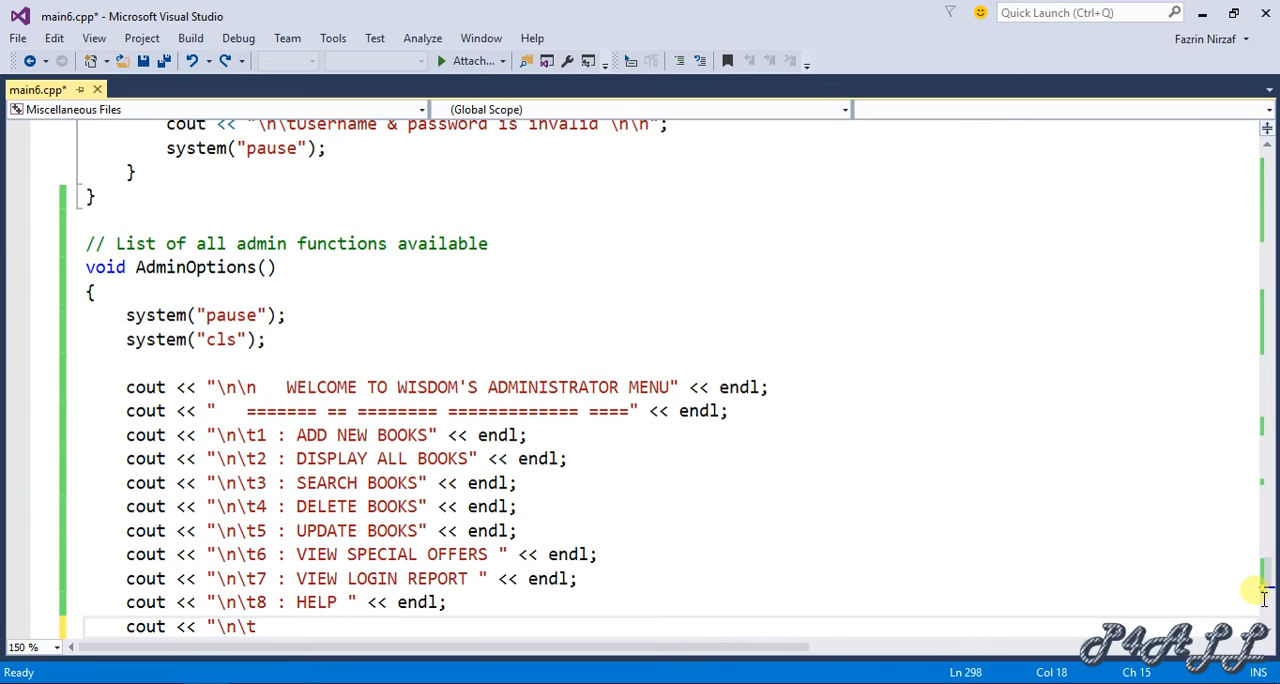 main6.cpp* - Microsoft Visual Studio
Quick Launch (Ctrl+Q)
File Edit View Project Build Debug Team Tools Test Analyze Window Help
Fazrin Nirzaf
Attach...
main6.cpp*
Miscellaneous Files
(Global Scope)
cout << "\n\tUsername & password is invalid \n\n";
system("pause");
}
}
// List of all admin functions available
void AdminOptions()
{
system("pause");
system("cls");
cout << "\n\n   WELCOME TO WISDOM'S ADMINISTRATOR MENU" << endl;
cout << "   ======= == ======== ============= ====" << endl;
cout << "\n\t1 : ADD NEW BOOKS" << endl;
cout << "\n\t2 : DISPLAY ALL BOOKS" << endl;
cout << "\n\t3 : SEARCH BOOKS" << endl;
cout << "\n\t4 : DELETE BOOKS" << endl;
cout << "\n\t5 : UPDATE BOOKS" << endl;
cout << "\n\t6 : VIEW SPECIAL OFFERS " << endl;
cout << "\n\t7 : VIEW LOGIN REPORT " << endl;
cout << "\n\t8 : HELP " << endl;
cout << "\n\t
150 %
P4ALL
Ready
Ln 298
Col 18
Ch 15
INS